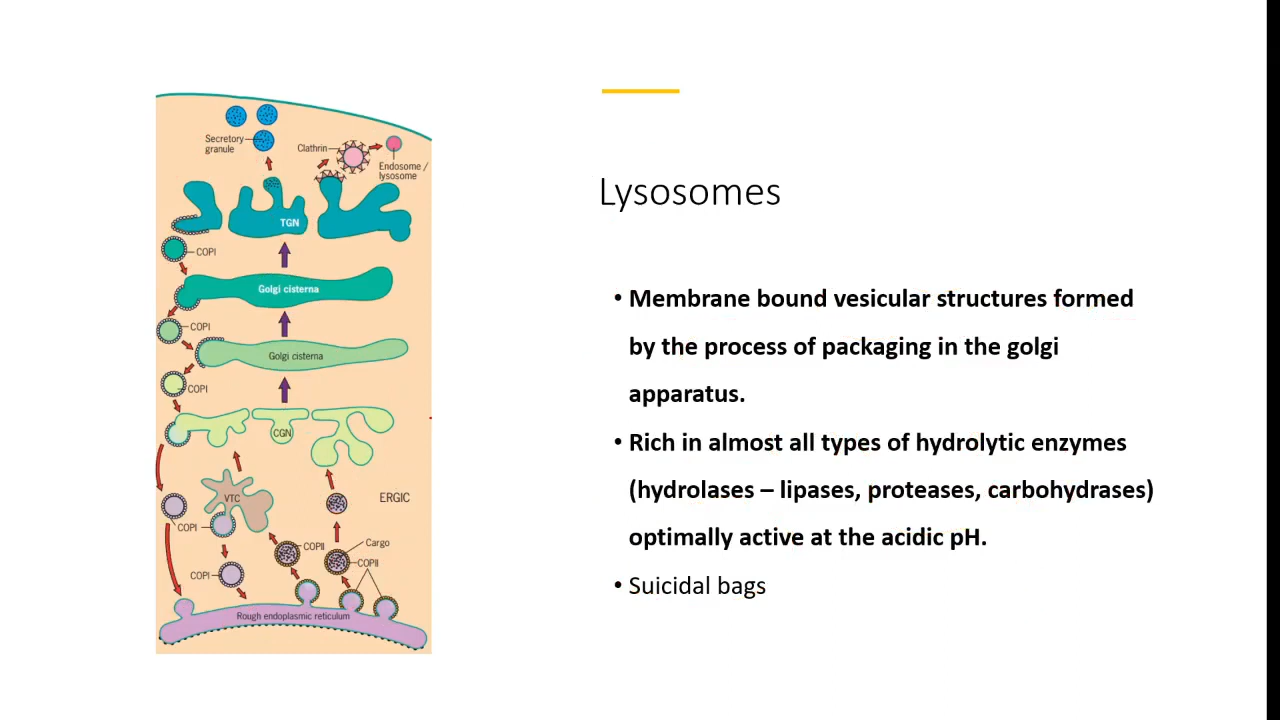 Secretory
granule
Clathrin
Endosome /
lysosome
TGN
COPI
Golgi cisterna
COPI
Golgi cisterna
COPI
CGN
VTC
ERGIC
COPI
Cargo
COPII
COPII
COPI
Rough endoplasmic reticulum
Lysosomes
• Membrane bound vesicular structures formed
by the process of packaging in the golgi
apparatus.
• Rich in almost all types of hydrolytic enzymes
(hydrolases – lipases, proteases, carbohydrases)
optimally active at the acidic pH.
• Suicidal bags